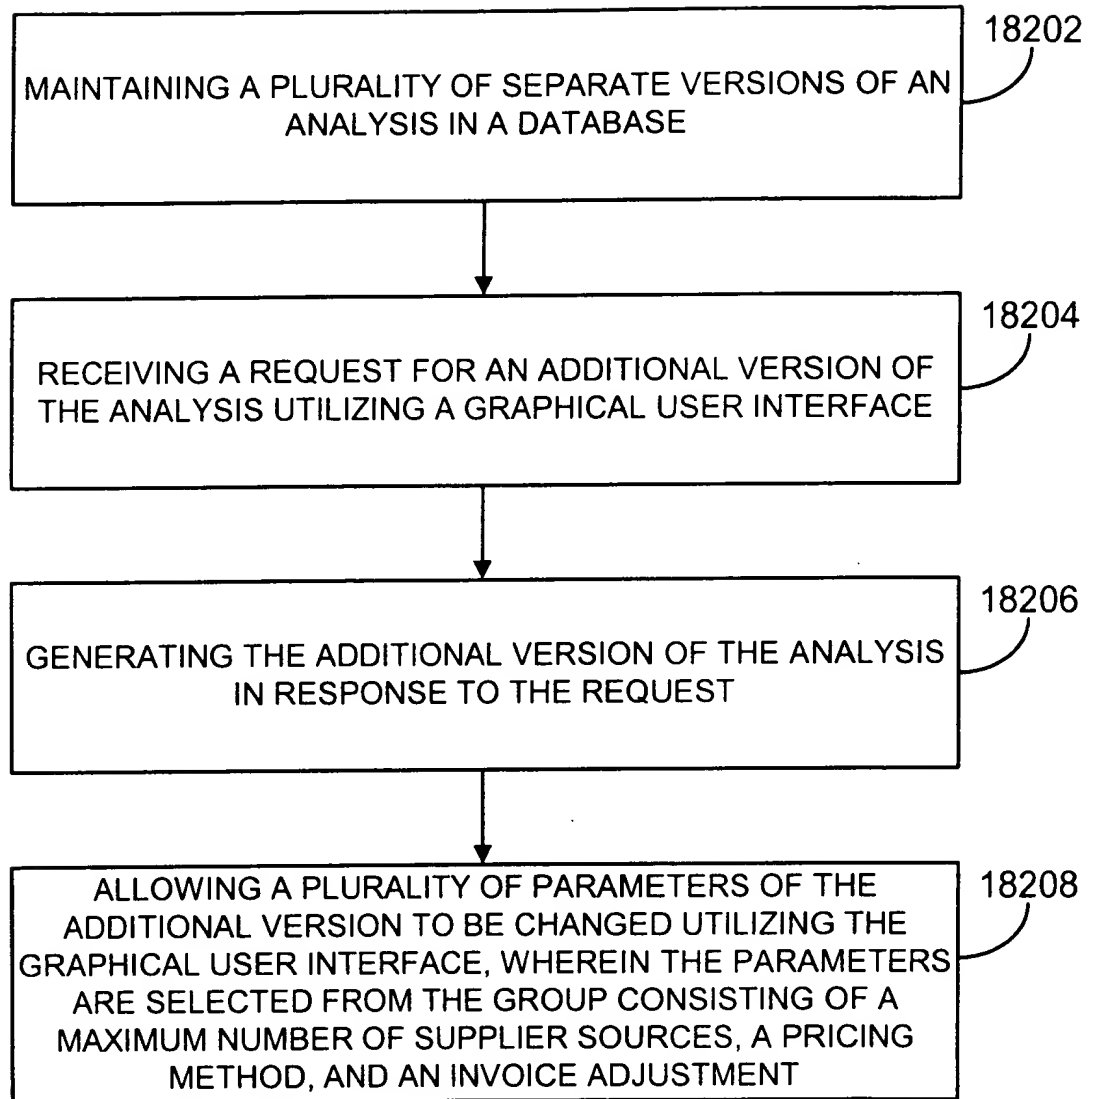 18202
MAINTAINING A PLURALITY OF SEPARATE VERSIONS OF AN
ANALYSIS IN A DATABASE
18204
RECEIVING A REQUEST FOR AN ADDITIONAL VERSION OF
THE ANALYSIS UTILIZING A GRAPHICAL USER INTERFACE
18206
GENERATING THE ADDITIONAL VERSION OF THE ANALYSIS
IN RESPONSE TO THE REQUEST
18208
ALLOWING A PLURALITY OF PARAMETERS OF THE
ADDITIONAL VERSION TO BE CHANGED UTILIZING THE
GRAPHICAL USER INTERFACE, WHEREIN THE PARAMETERS
ARE SELECTED FROM THE GROUP CONSISTING OF A
MAXIMUM NUMBER OF SUPPLIER SOURCES, A PRICING
METHOD, AND AN INVOICE ADJUSTMENT